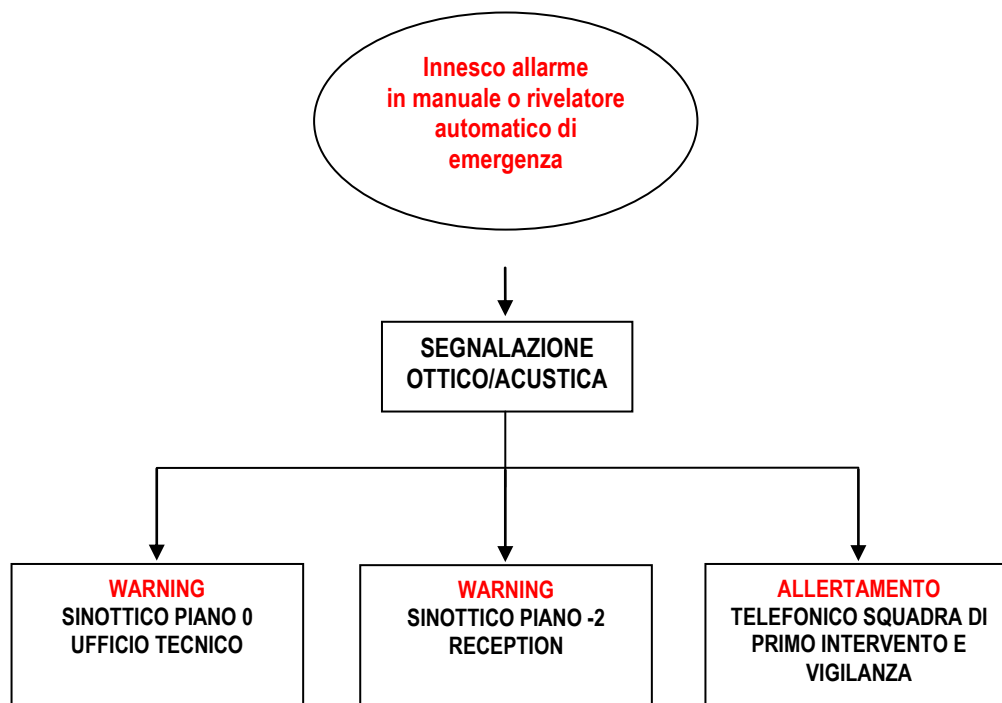 Innesco allarme
in manuale o rivelatore
automatico di
emergenza
SEGNALAZIONE
OTTICO/ACUSTICA
WARNING
SINOTTICO PIANO 0
UFFICIO TECNICO
WARNING
SINOTTICO PIANO -2
RECEPTION
ALLERTAMENTO
TELEFONICO SQUADRA DI
PRIMO INTERVENTO E
VIGILANZA